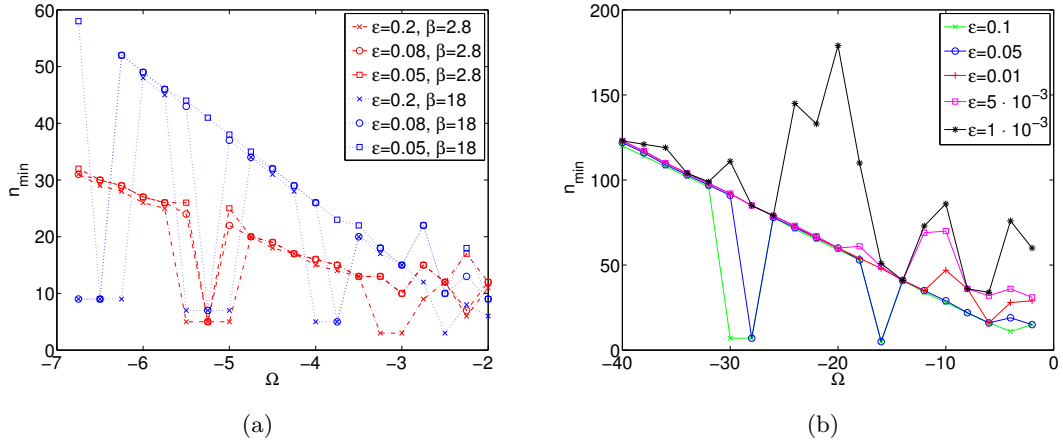 60
50
40
30
20
10
0
n_min
−7
−6
−5
−4
−3
−2
Ω
ε=0.2, β=2.8
ε=0.08, β=2.8
ε=0.05, β=2.8
ε=0.2, β=18
ε=0.08, β=18
ε=0.05, β=18
(a)
200
150
100
50
0
n_min
−40
−30
−20
−10
0
Ω
ε=0.1
ε=0.05
ε=0.01
ε=5 · 10⁻³
ε=1 · 10⁻³
(b)